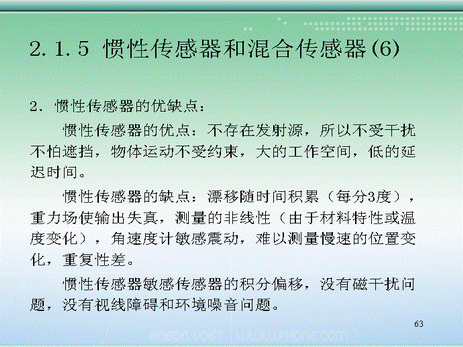 2.1.5 惯性传感器和混合传感器(6)
2．惯性传感器的优缺点：
惯性传感器的优点：不存在发射源，所以不受干扰
不怕遮挡，物体运动不受约束，大的工作空间，低的延
迟时间。
惯性传感器的缺点：漂移随时间积累（每分3度），
重力场使输出失真，测量的非线性（由于材料特性或温
度变化），角速度计敏感震动，难以测量慢速的位置变
化，重复性差。
惯性传感器敏感传感器的积分偏移，没有磁干扰问
题，没有视线障碍和环境噪音问题。
63